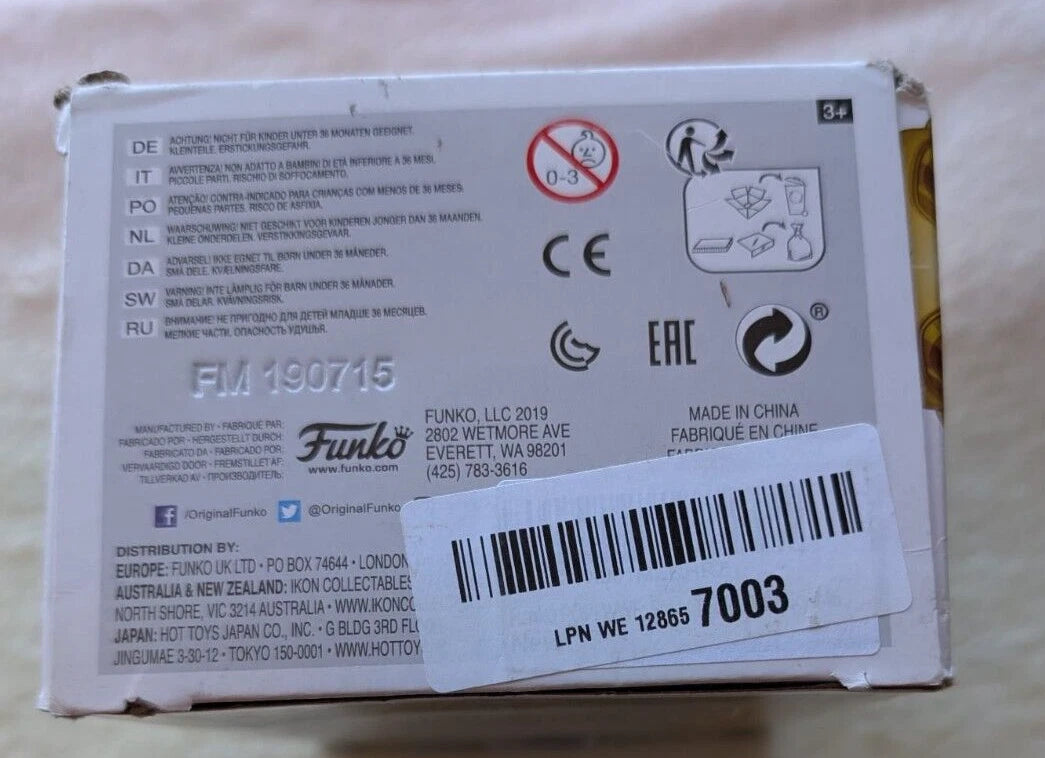 3+
DE ACHTUNG! NICHT FÜR KINDER UNTER 36 MONATEN GEEIGNET.
KLEINTEILE. ERSTICKUNGSGEFAHR.
IT AVVERTENZA! NON ADATTO A BAMBINI DI ETÀ INFERIORE A 36 MESI.
PICCOLE PARTI. RISCHIO DI SOFFOCAMENTO.
PO ATENÇÃO! CONTRA-INDICADO PARA CRIANÇAS COM MENOS DE 36 MESES.
PEQUENAS PARTES. RISCO DE ASFIXIA.
NL WAARSCHUWING! NIET GESCHIKT VOOR KINDEREN JONGER DAN 36 MAANDEN.
KLEINE ONDERDELEN. VERSTIKKINGSGEVAAR.
DA ADVARSEL! IKKE EGNET TIL BØRN UNDER 36 MÅNEDER.
SMÅ DELE. KVÆLNINGSFARE.
SW VARNING! INTE LÄMPLIG FÖR BARN UNDER 36 MÅNADER.
SMÅ DELAR. KVÄVNINGSRISK.
RU ВНИМАНИЕ! НЕ ПРИГОДНО ДЛЯ ДЕТЕЙ МЛАДШЕ 36 МЕСЯЦЕВ.
МЕЛКИЕ ЧАСТИ. ОПАСНОСТЬ УДУШЬЯ.
0-3
CE
EAC
®
FM 190715
MANUFACTURED BY • FABRIQUÉ PAR:
FABRICADO POR • HERGESTELLT DURCH:
FABBRICATO DA • FABRICADO POR:
VERVAARDIGD DOOR • FREMSTILLET AF:
TILLVERKAD AV • ПРОИЗВОДИТЕЛЬ:
Funko
www.funko.com
FUNKO, LLC 2019
2802 WETMORE AVE
EVERETT, WA 98201
(425) 783-3616
MADE IN CHINA
FABRIQUÉ EN CHINE
/OriginalFunko @OriginalFunko
DISTRIBUTION BY:
EUROPE: FUNKO UK LTD • PO BOX 74644 • LONDON
AUSTRALIA & NEW ZEALAND: IKON COLLECTABLES
NORTH SHORE, VIC 3214 AUSTRALIA • WWW.IKONCO
JAPAN: HOT TOYS JAPAN CO., INC. • G BLDG 3RD FL
JINGUMAE 3-30-12 • TOKYO 150-0001 • WWW.HOTTOY
LPN WE 12865 7003